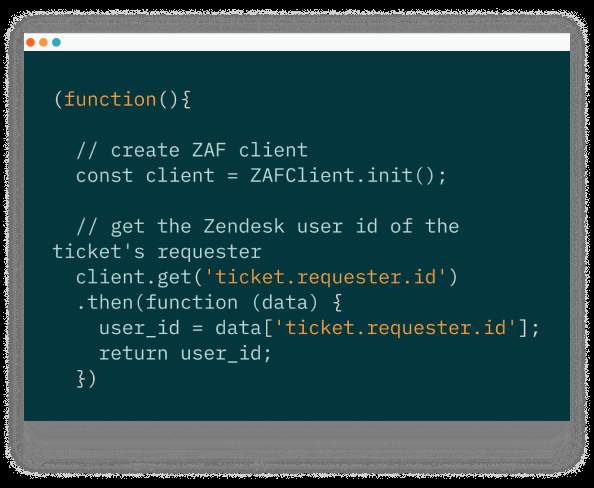 (function(){
// create ZAF client
const client = ZAFClient.init();
// get the Zendesk user id of the
ticket's requester
client.get('ticket.requester.id')
.then(function (data) {
user_id = data['ticket.requester.id'];
return user_id;
})